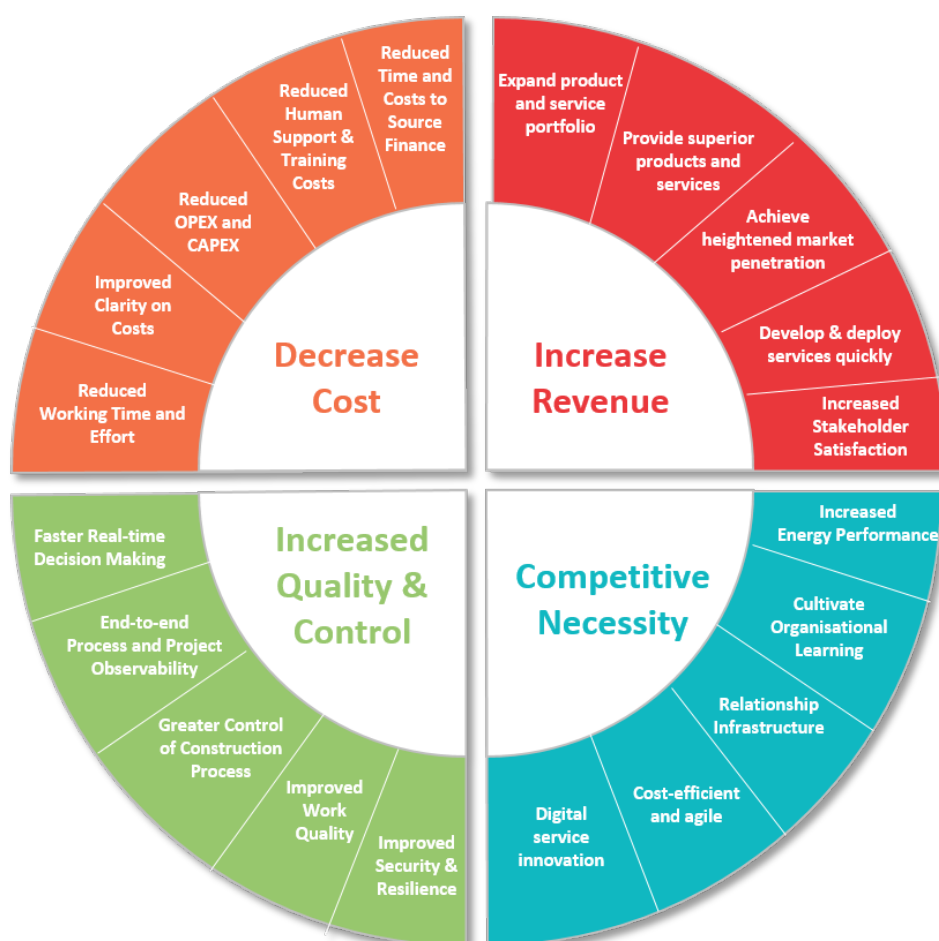 Reduced
Time and
Costs to
Source
Finance
Reduced
Human
Support &
Training
Costs
Reduced
OPEX and
CAPEX
Improved
Clarity on
Costs
Reduced
Working Time and
Effort
Decrease
Cost
Expand product
and service
portfolio
Provide superior
products and
services
Achieve
heightened market
penetration
Develop & deploy
services quickly
Increased
Stakeholder
Satisfaction
Increase
Revenue
Faster Real-time
Decision Making
End-to-end
Process and Project
Observability
Greater Control
of Construction
Process
Improved
Work
Quality
Improved
Security &
Resilience
Increased
Quality &
Control
Increased
Energy Performance
Cultivate
Organisational
Learning
Relationship
Infrastructure
Cost-efficient
and agile
Digital
service
innovation
Competitive
Necessity